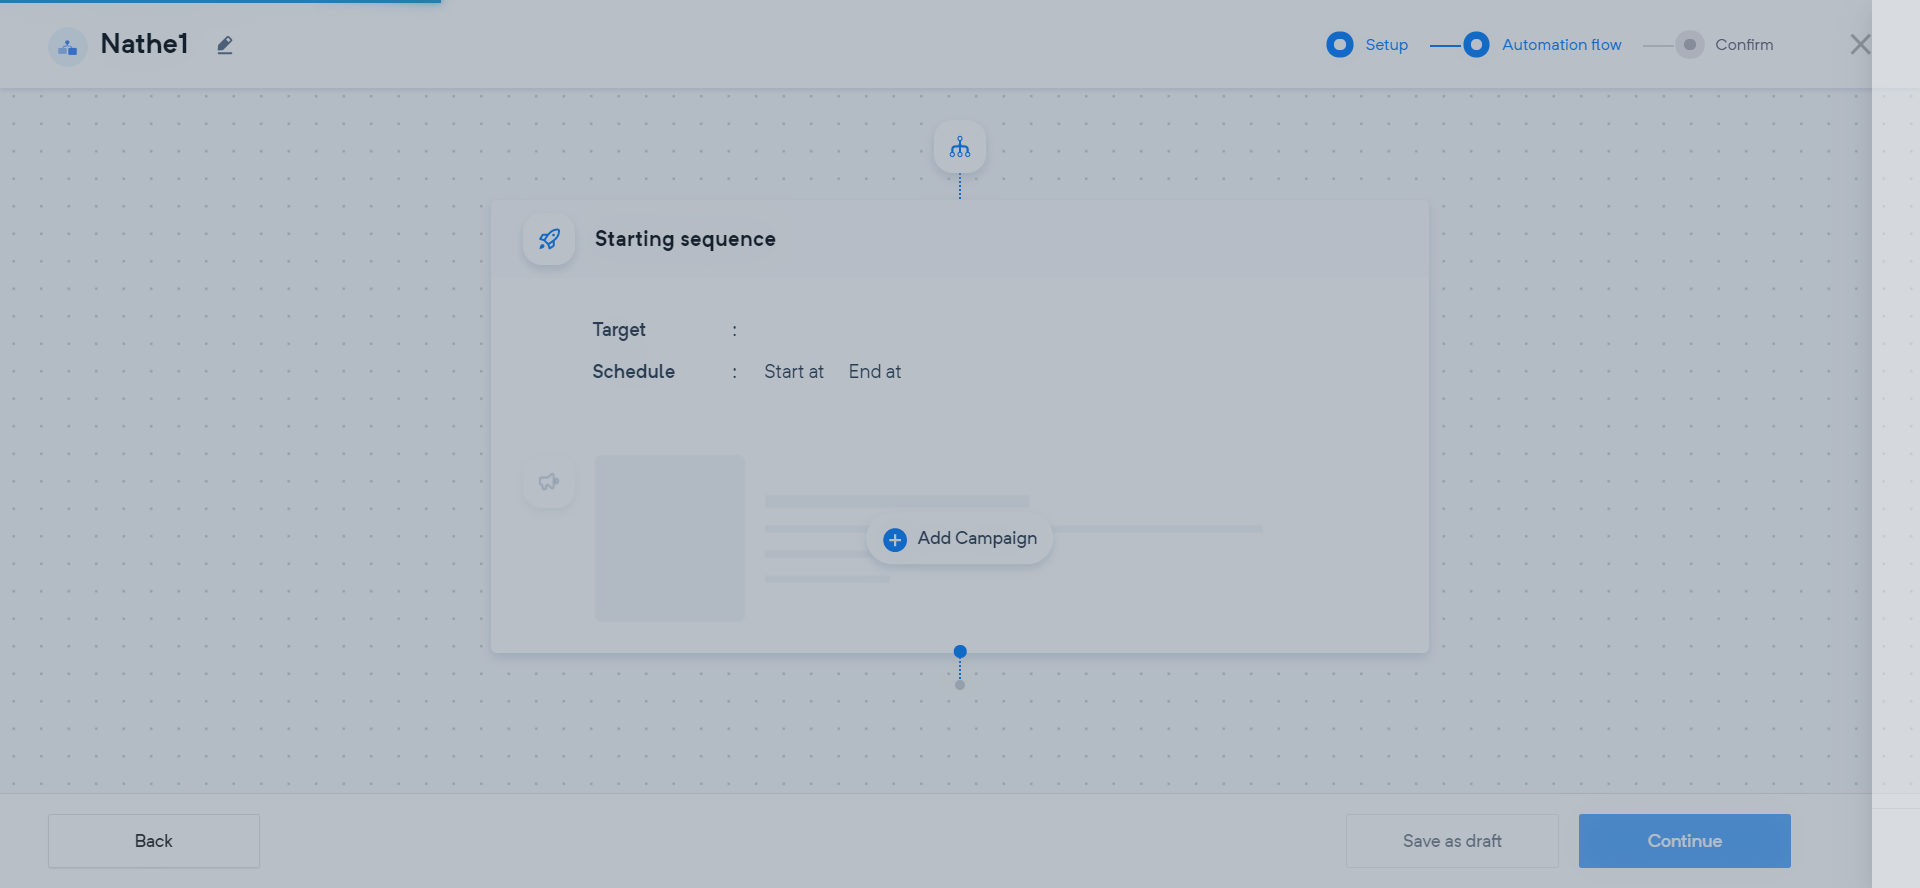 Nathe1
Setup
Automation flow
Confirm
Starting sequence
Target :
Schedule : Start at End at
Add Campaign
Back
Save as draft
Continue